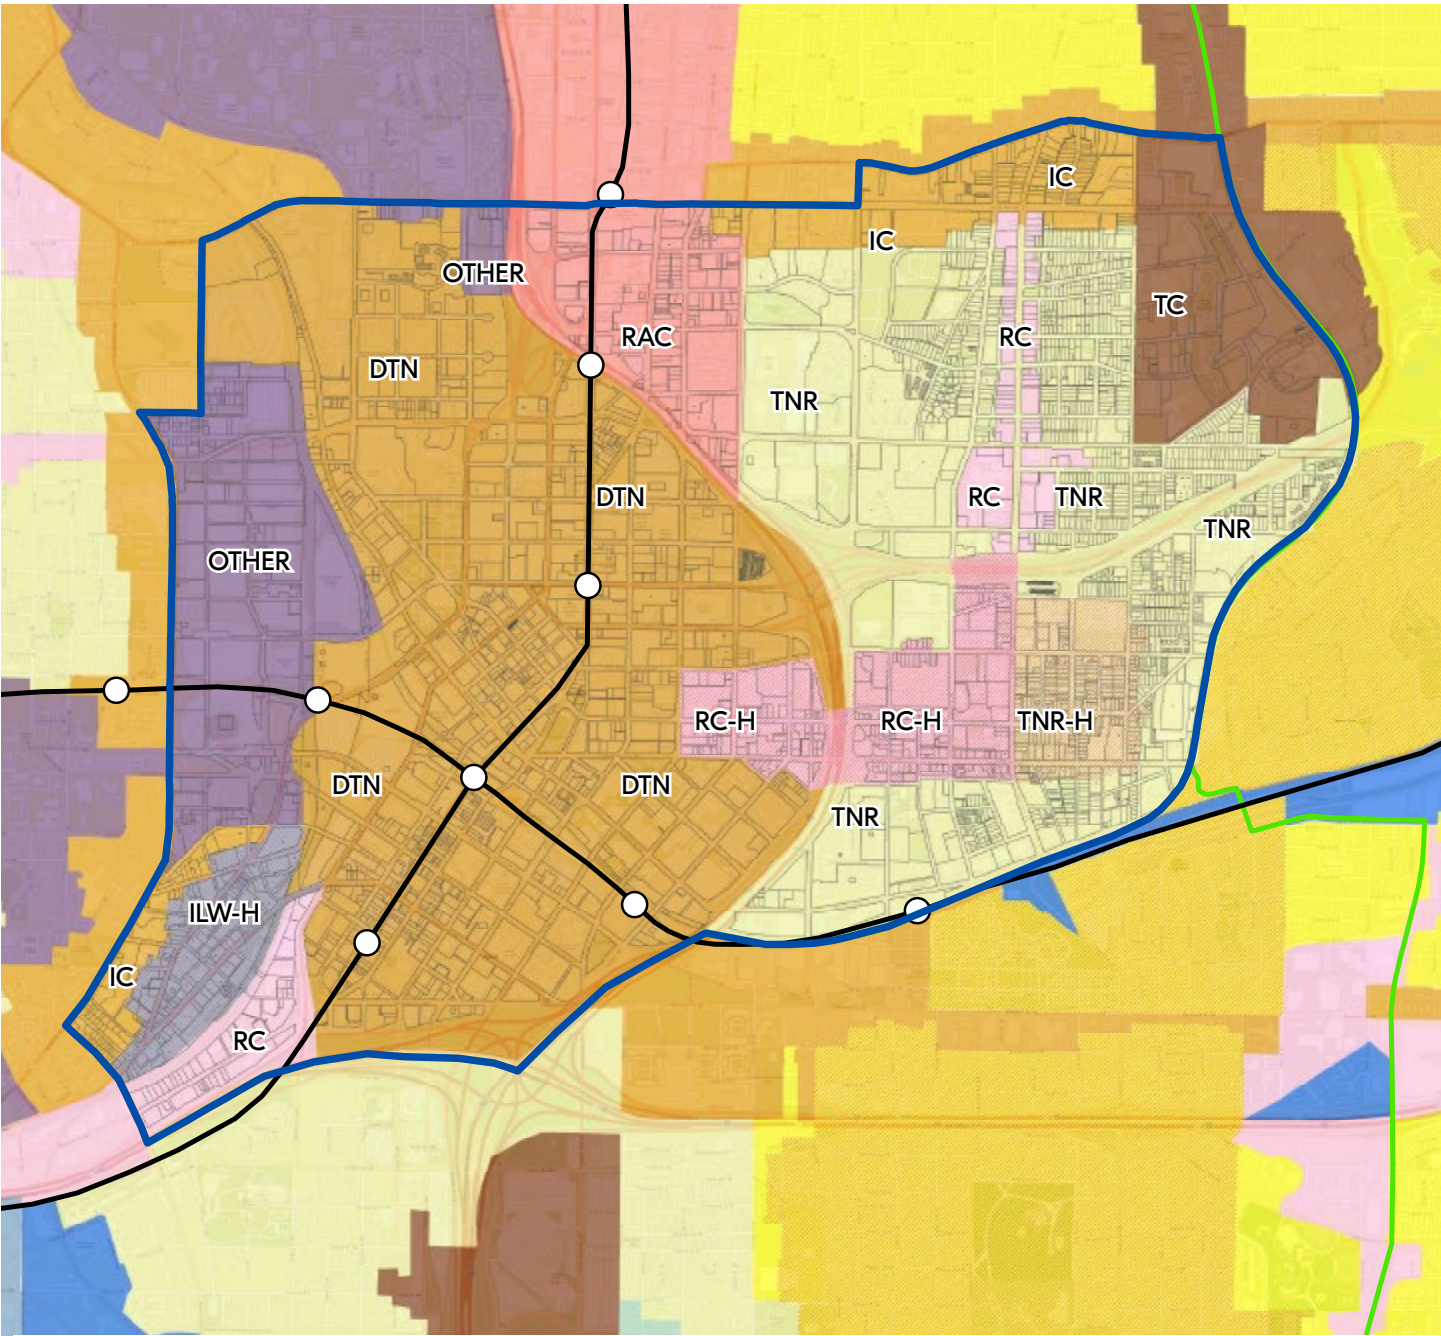 IC
IC
OTHER
TC
RAC
RC
DTN
TNR
DTN
RC
TNR
TNR
OTHER
RC-H
RC-H
TNR-H
DTN
DTN
TNR
ILW-H
IC
RC